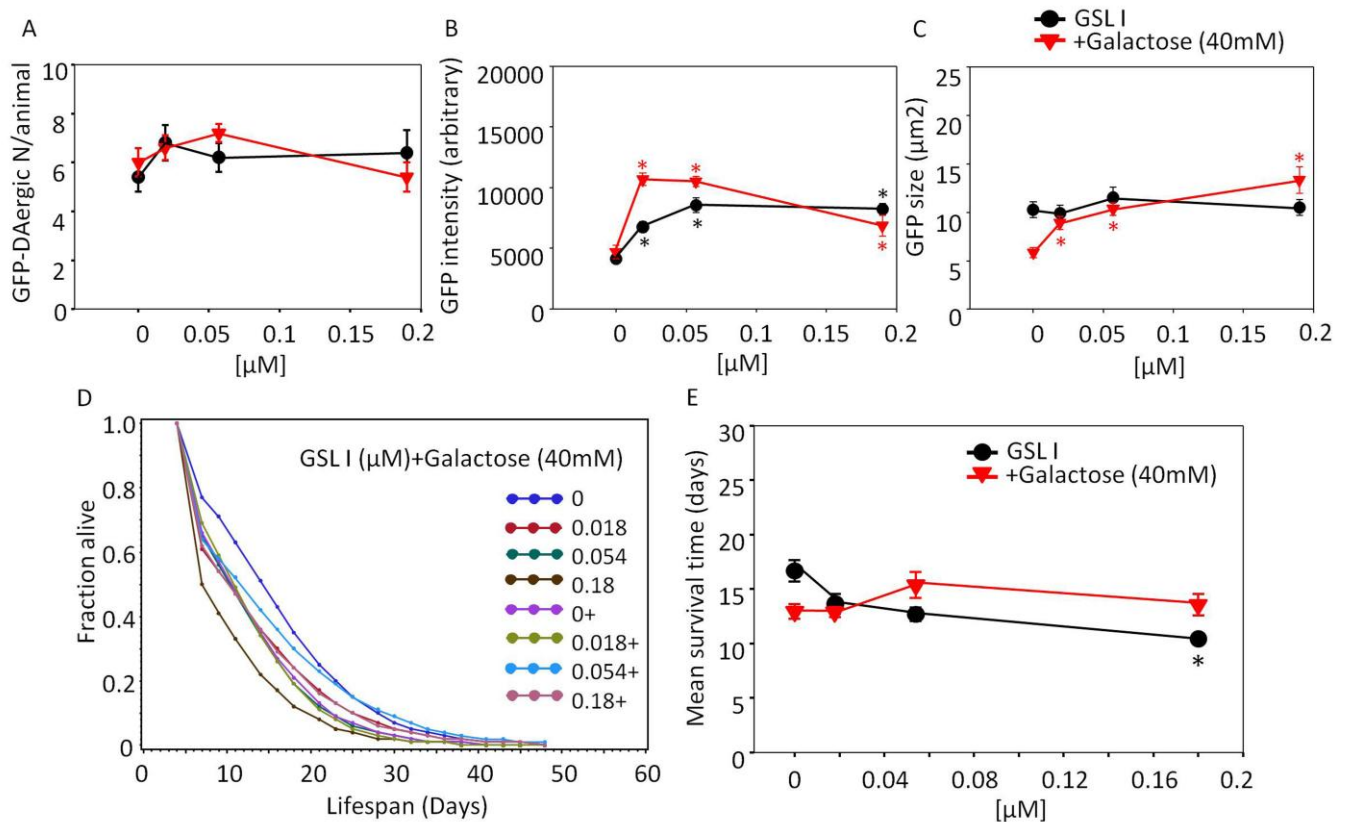 A
B
C
GSL I
+Galactose (40mM)
GFP-DAergic N/animal
10
8
6
4
2
0
0 0.05 0.1 0.15 0.2
[µM]
GFP intensity (arbitrary)
20000
15000
10000
5000
0
* *
*
* *
*
0 0.05 0.1 0.15 0.2
[µM]
GFP size (µm2)
25
20
15
10
5
0
*
* *
0 0.05 0.1 0.15 0.2
[µM]
D
Fraction alive
1.0
0.8
0.6
0.4
0.2
0
GSL I (µM)+Galactose (40mM)
0
0.018
0.054
0.18
0+
0.018+
0.054+
0.18+
0 10 20 30 40 50 60
Lifespan (Days)
E
Mean survival time (days)
30
25
20
15
10
5
0
GSL I
+Galactose (40mM)
*
0 0.04 0.08 0.12 0.16 0.2
[µM]